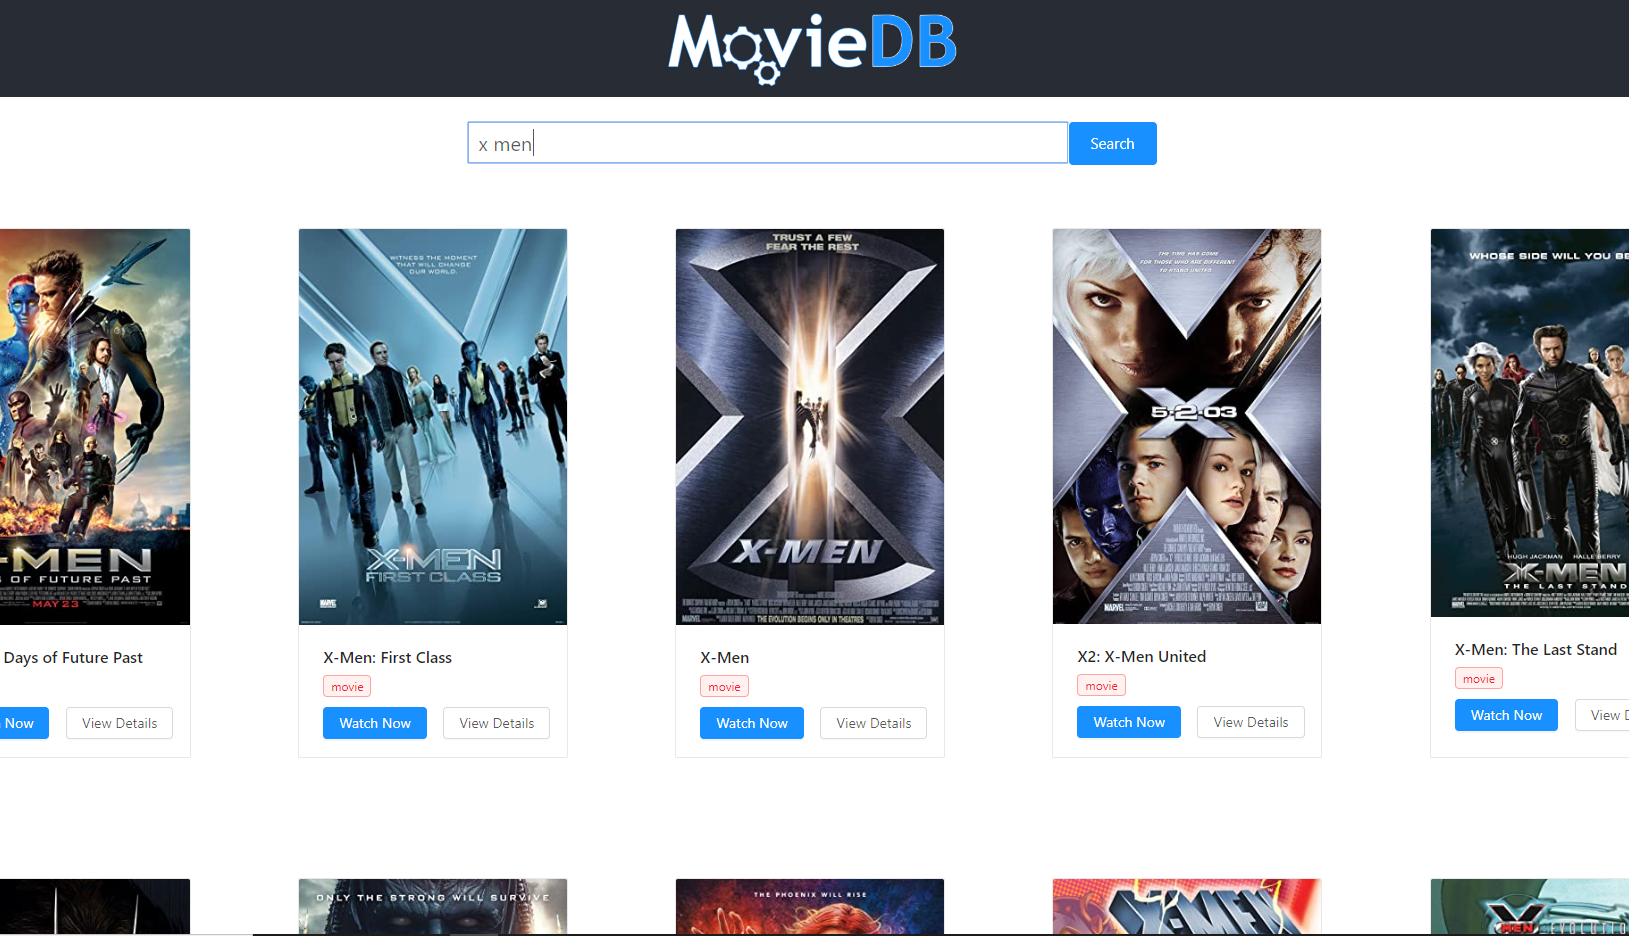 MovieDB
x men
Search
-MEN
S OF FUTURE PAST
MAY 23
Days of Future Past
Now
View Details
WITNESS THE MOMENT
THAT WILL CHANGE
OUR WORLD.
X-MEN
FIRST CLASS
MARVEL
X-Men: First Class
movie
Watch Now
View Details
TRUST A FEW
FEAR THE REST
X-MEN
MARVEL
THE EVOLUTION BEGINS ONLY IN THEATRES
X-Men
movie
Watch Now
View Details
THE TIME HAS COME
FOR THOSE WHO ARE DIFFERENT
TO STAND UNITED
5-2-03
MARVEL
X2: X-Men United
movie
Watch Now
View Details
WHOSE SIDE WILL YOU BE
HUGH JACKMAN HALLE BERRY
X-MEN
THE LAST STAND
X-Men: The Last Stand
movie
Watch Now
View
ONLY THE STRONG WILL SURVIVE
THE PHOENIX WILL RISE
X-MEN
X
MEN